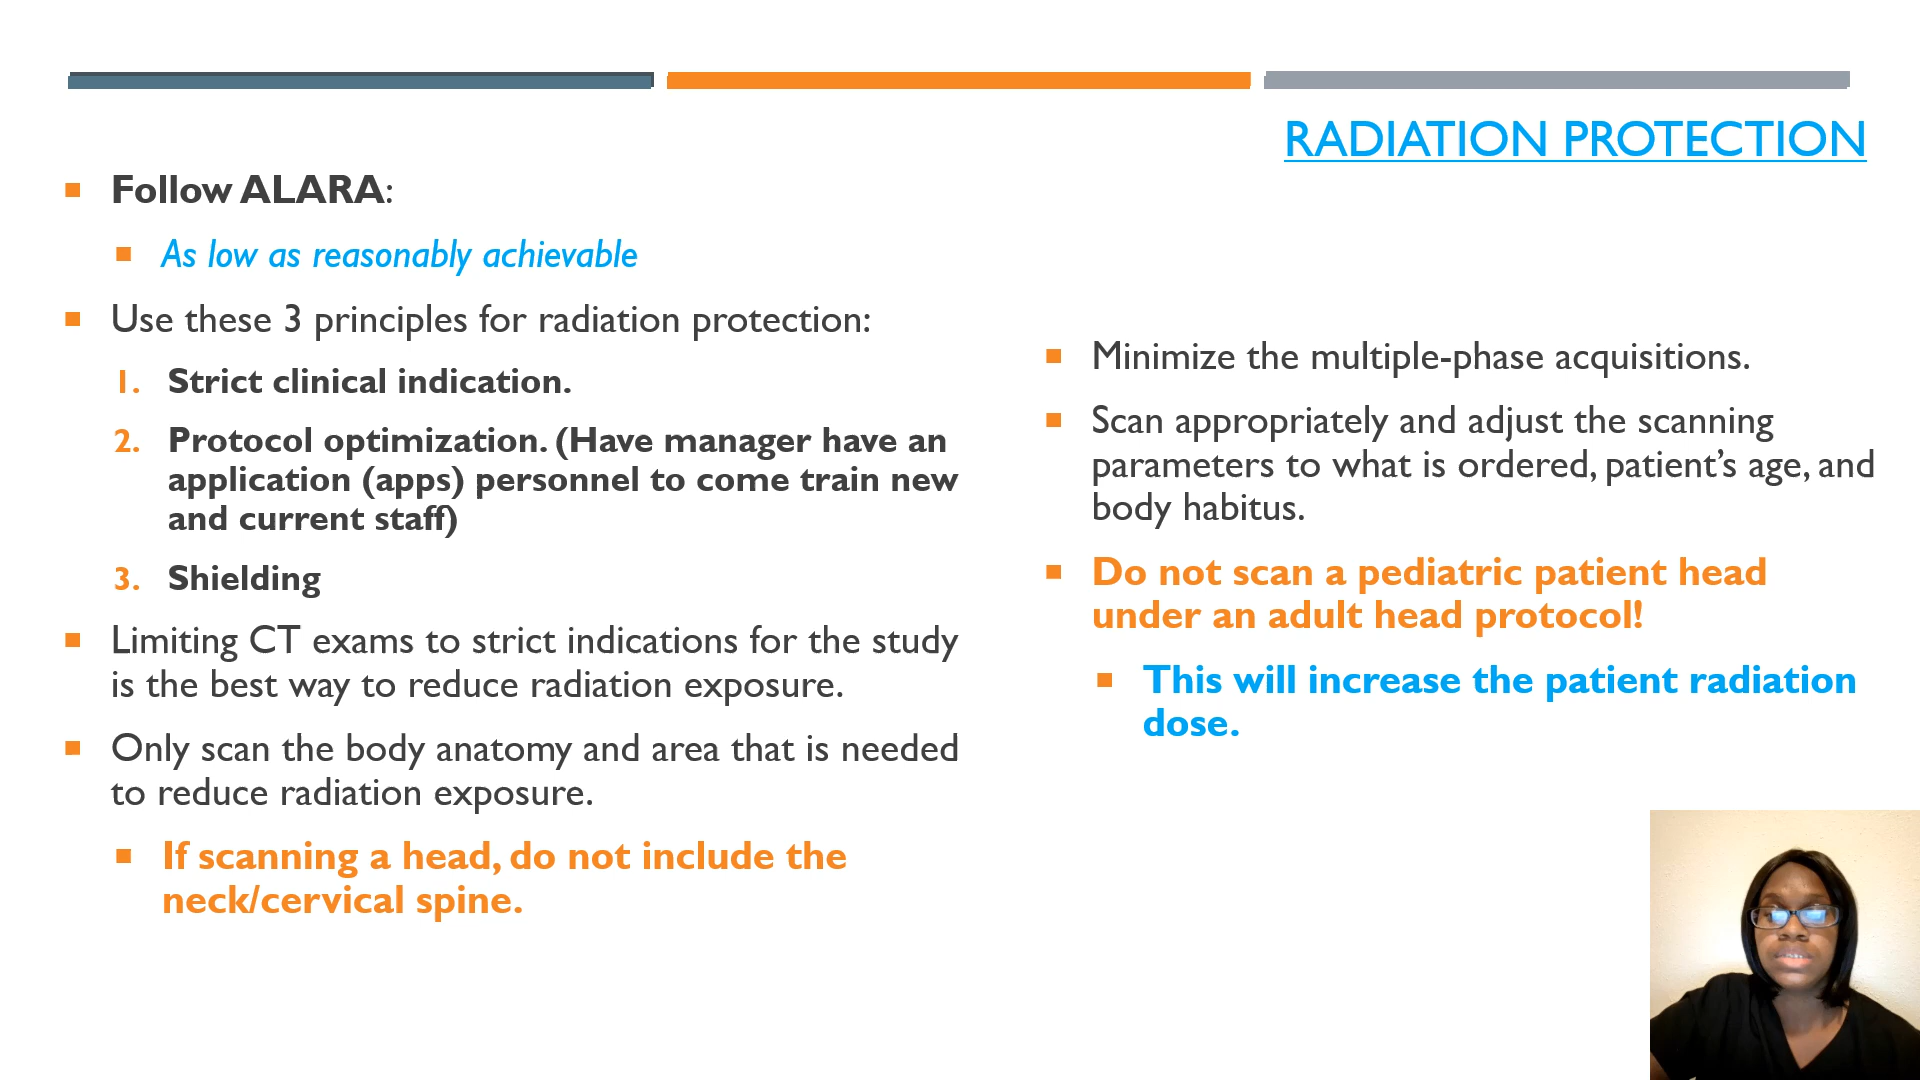 RADIATION PROTECTION
Follow ALARA:
As low as reasonably achievable
Use these 3 principles for radiation protection:
1. Strict clinical indication.
2. Protocol optimization. (Have manager have an
application (apps) personnel to come train new
and current staff)
3. Shielding
Limiting CT exams to strict indications for the study
is the best way to reduce radiation exposure.
Only scan the body anatomy and area that is needed
to reduce radiation exposure.
If scanning a head, do not include the
neck/cervical spine.
Minimize the multiple-phase acquisitions.
Scan appropriately and adjust the scanning
parameters to what is ordered, patient’s age, and
body habitus.
Do not scan a pediatric patient head
under an adult head protocol!
This will increase the patient radiation
dose.